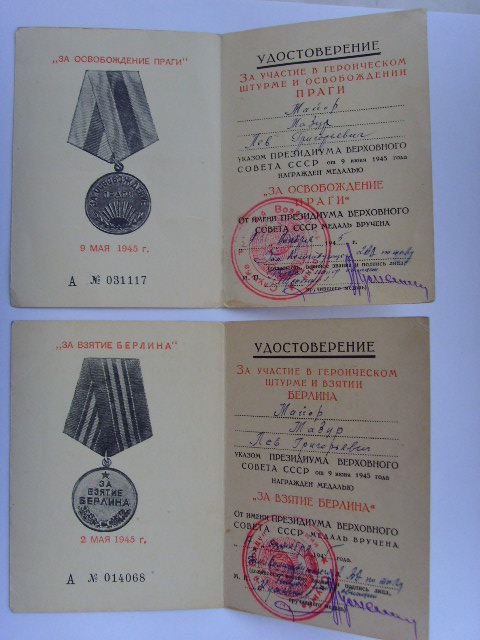 „ЗА ОСВОБОЖДЕНИЕ ПРАГИ"
9 МАЯ 1945 г.
А № 031117
УДОСТОВЕРЕНИЕ
ЗА УЧАСТИЕ В ГЕРОИЧЕСКОМ
ШТУРМЕ И ОСВОБОЖДЕНИИ
ПРАГИ
Майор
Мазур
Лев Григорьевич
УКАЗОМ ПРЕЗИДИУМА ВЕРХОВНОГО
СОВЕТА СССР от 9 июня 1945 года
НАГРАЖДЕН МЕДАЛЬЮ
„ЗА ОСВОБОЖДЕНИЕ
ПРАГИ"
От имени ПРЕЗИДИУМА ВЕРХОВНОГО
СОВЕТА СССР МЕДАЛЬ ВРУЧЕНА
М. П.
„ЗА ВЗЯТИЕ БЕРЛИНА"
ЗА
ВЗЯТИЕ
БЕРЛИНА
2 МАЯ 1945 г.
А № 014068
УДОСТОВЕРЕНИЕ
ЗА УЧАСТИЕ В ГЕРОИЧЕСКОМ
ШТУРМЕ И ВЗЯТИИ
БЕРЛИНА
Майор
Мазур
Лев Григорьевич
УКАЗОМ ПРЕЗИДИУМА ВЕРХОВНОГО
СОВЕТА СССР от 9 июня 1945 года
НАГРАЖДЕН МЕДАЛЬЮ
„ЗА ВЗЯТИЕ БЕРЛИНА"
От имени ПРЕЗИДИУМА ВЕРХОВНОГО
СОВЕТА СССР МЕДАЛЬ ВРУЧЕНА